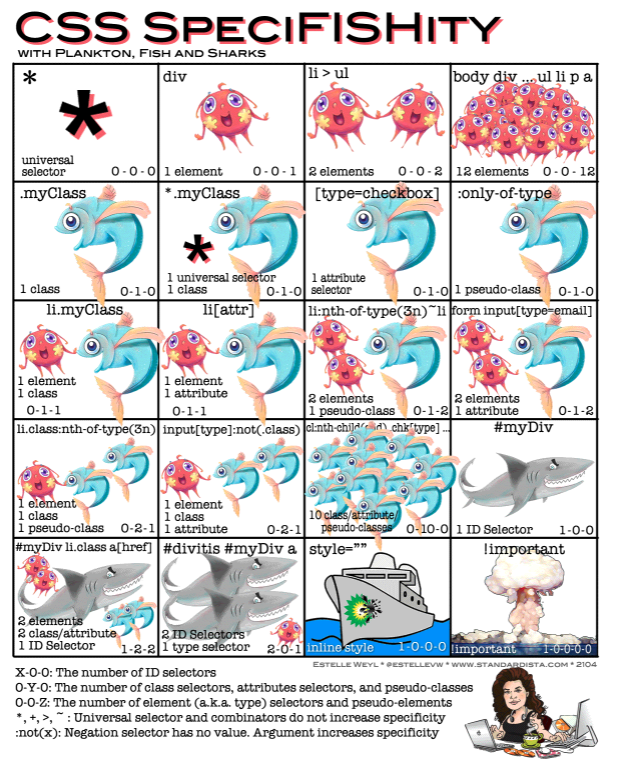 CSS SpeciFISHity
with Plankton, Fish and Sharks
*
*
universal
selector
0-0-0
div
1 element
0-0-1
li > ul
2 elements
0-0-2
body div ... ul li p a
12 elements
0-0-12
.myClass
1 class
0-1-0
*.myClass
*
1 universal selector
1 class
0-1-0
[type=checkbox]
1 attribute
selector
0-1-0
:only-of-type
1 pseudo-class
0-1-0
li.myClass
1 element
1 class
0-1-1
li[attr]
1 element
1 attribute
0-1-1
li:nth-of-type(3n)~li
2 elements
1 pseudo-class
0-1-2
form input[type=email]
2 elements
1 attribute
0-1-2
li.class:nth-of-type(3n)
1 element
1 class
1 pseudo-class
0-2-1
input[type]:not(.class)
1 element
1 class
1 attribute
0-2-1
chk[type] ...
10 class/attribute/
pseudo-classes
0-10-0
#myDiv
1 ID Selector
1-0-0
#myDiv li.class a[href]
2 elements
2 class/attribute
1 ID Selector
1-2-2
#divitis #myDiv a
2 ID Selectors
1 type selector
2-0-1
style=""
bp
inline style
1-0-0-0
!important
!important
1-0-0-0-0
Estelle Weyl * @estellevw * www.standardista.com * 2104
X-0-0: The number of ID selectors
0-Y-0: The number of class selectors, attributes selectors, and pseudo-classes
0-0-Z: The number of element (a.k.a. type) selectors and pseudo-elements
*, +, >, ~ : Universal selector and combinators do not increase specificity
:not(x): Negation selector has no value. Argument increases specificity